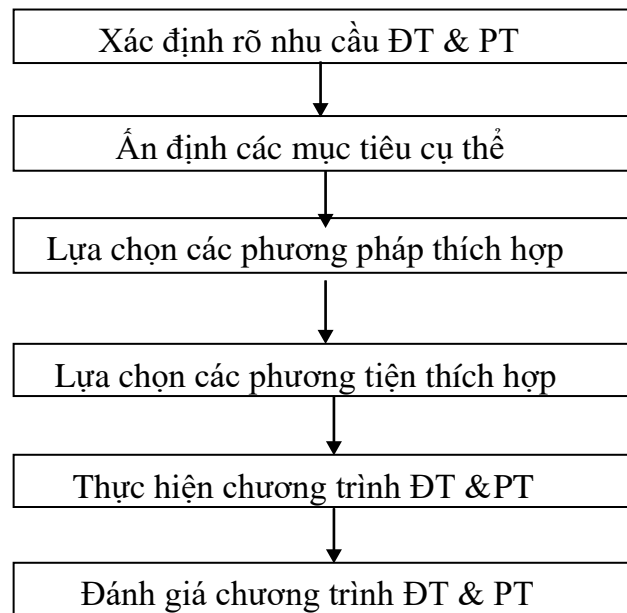 Xác định rõ nhu cầu ĐT & PT
Ấn định các mục tiêu cụ thể
Lựa chọn các phương pháp thích hợp
Lựa chọn các phương tiện thích hợp
Thực hiện chương trình ĐT &PT
Đánh giá chương trình ĐT & PT